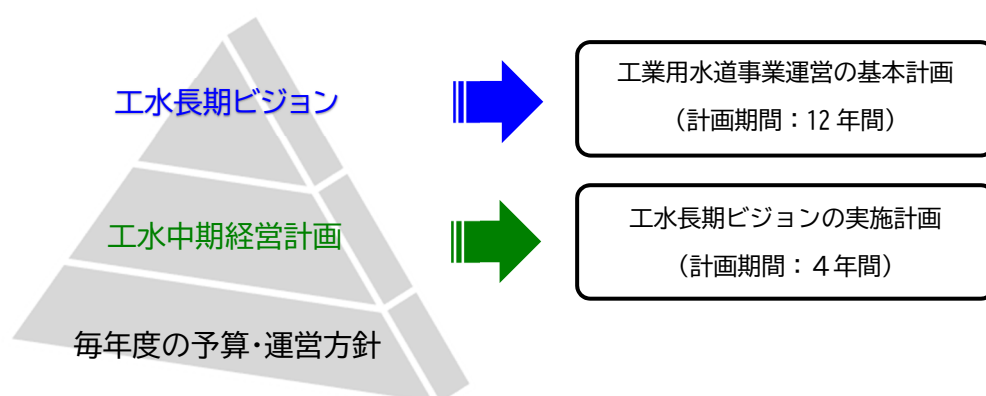 工水長期ビジョン
工業用水道事業運営の基本計画
（計画期間：12 年間）
工水中期経営計画
工水長期ビジョンの実施計画
（計画期間：４年間）
毎年度の予算･運営方針